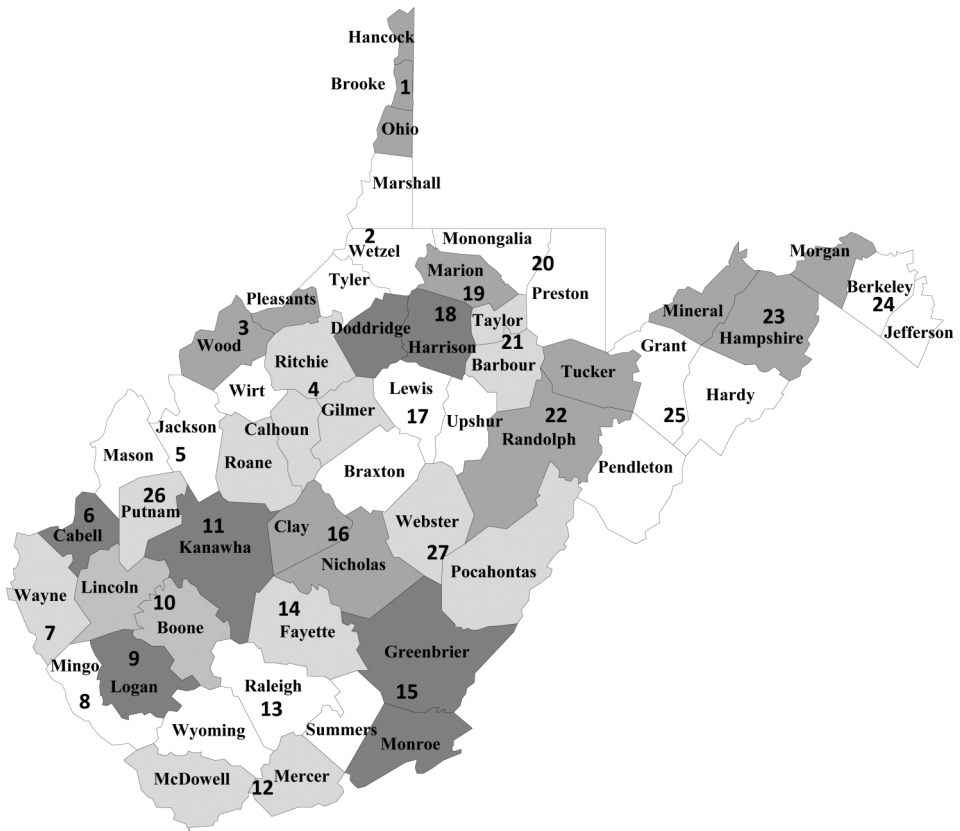 Hancock
Brooke
1
Ohio
Marshall
2
Wetzel
Monongalia
20
Tyler
Marion
19
Preston
Morgan
Berkeley
24
Jefferson
Pleasants
3
Wood
Doddridge
18
Harrison
Taylor
21
Barbour
Mineral
23
Hampshire
Ritchie
4
Grant
Tucker
Wirt
Lewis
17
Hardy
25
Gilmer
Upshur
22
Randolph
Jackson
5
Calhoun
Mason
Roane
Braxton
Pendleton
26
Putnam
6
Cabell
11
Kanawha
Clay
16
Webster
27
Nicholas
Pocahontas
Wayne
7
Lincoln
10
Boone
14
Fayette
Greenbrier
15
Mingo
8
9
Logan
Raleigh
13
Wyoming
Summers
Monroe
McDowell
12
Mercer